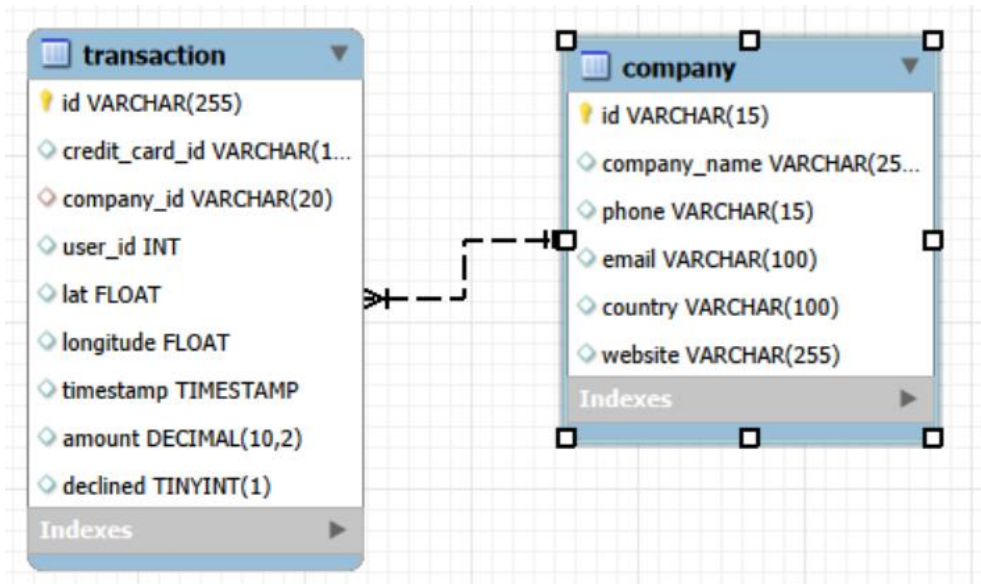 transaction
id VARCHAR(255)
credit_card_id VARCHAR(1...
company_id VARCHAR(20)
user_id INT
lat FLOAT
longitude FLOAT
timestamp TIMESTAMP
amount DECIMAL(10,2)
declined TINYINT(1)
Indexes
company
id VARCHAR(15)
company_name VARCHAR(25...
phone VARCHAR(15)
email VARCHAR(100)
country VARCHAR(100)
website VARCHAR(255)
Indexes